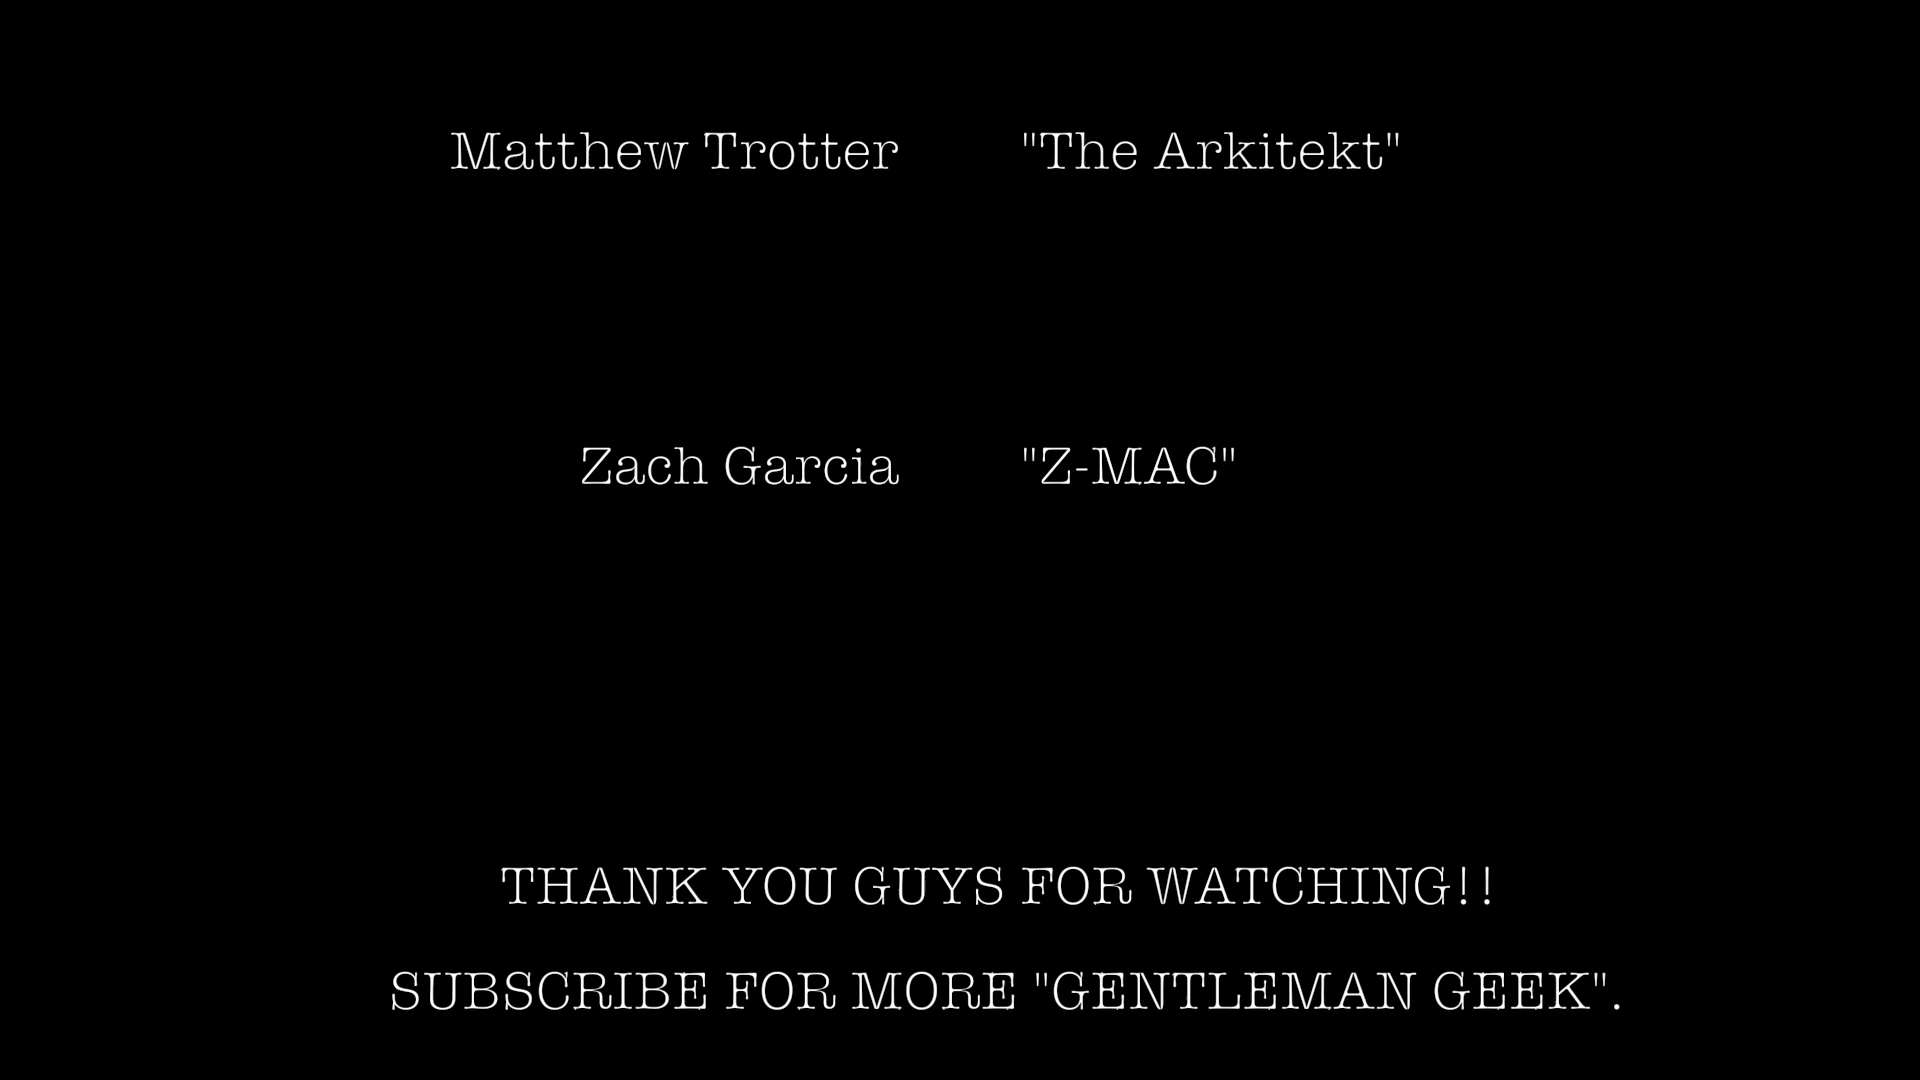 Matthew Trotter "The Arkitekt"
Zach Garcia "Z-MAC"
THANK YOU GUYS FOR WATCHING!!
SUBSCRIBE FOR MORE "GENTLEMAN GEEK".